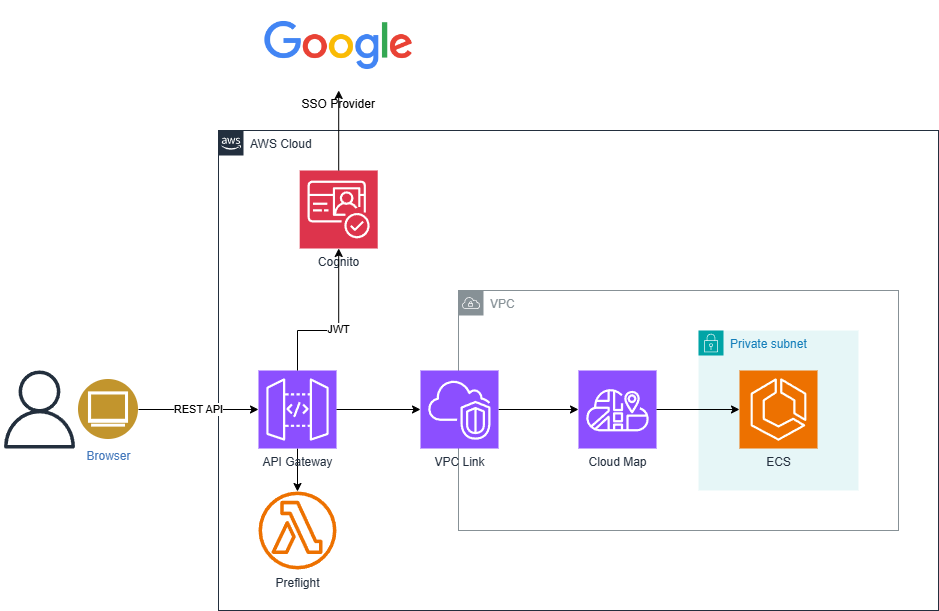 Google
SSO Provider
aws
AWS Cloud
Cognito
VPC
JWT
Private subnet
REST API
Browser
API Gateway
VPC Link
Cloud Map
ECS
Preflight